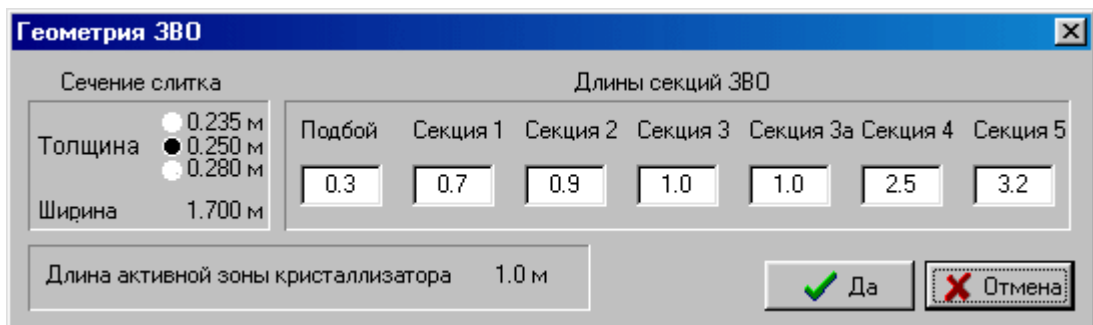 Геометрия ЗВО
Сечение слитка
Толщина
0.235 м
0.250 м
0.280 м
Ширина 1.700 м
Длины секций ЗВО
Подбой Секция 1 Секция 2 Секция 3 Секция 3а Секция 4 Секция 5
0.3 0.7 0.9 1.0 1.0 2.5 3.2
Длина активной зоны кристаллизатора 1.0 м
Да Отмена